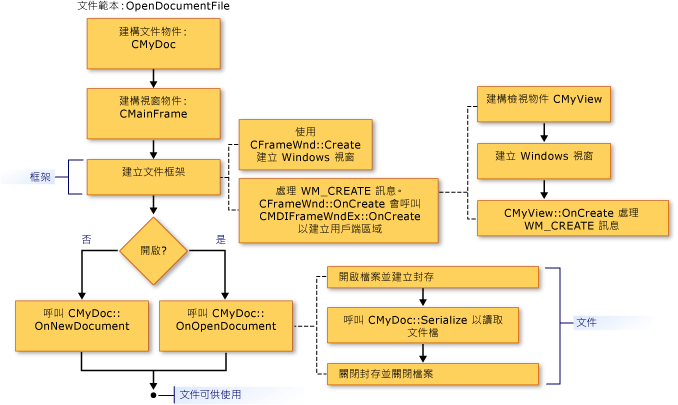 文件範本：OpenDocumentFile
建構文件物件：
CMyDoc
建構視窗物件：
CMainFrame
框架
建立文件框架
使用
CFrameWnd::Create
建立 Windows 視窗
處理 WM_CREATE 訊息。
CFrameWnd::OnCreate 會呼叫
CMDIFrameWndEx::OnCreate
以建立用戶端區域
建構檢視物件 CMyView
建立 Windows 視窗
CMyView::OnCreate 處理
WM_CREATE 訊息
開啟?
否
是
呼叫 CMyDoc::
OnNewDocument
呼叫 CMyDoc::
OnOpenDocument
開啟檔案並建立封存
呼叫 CMyDoc::Serialize 以讀取
文件檔
關閉封存並關閉檔案
文件
文件可供使用